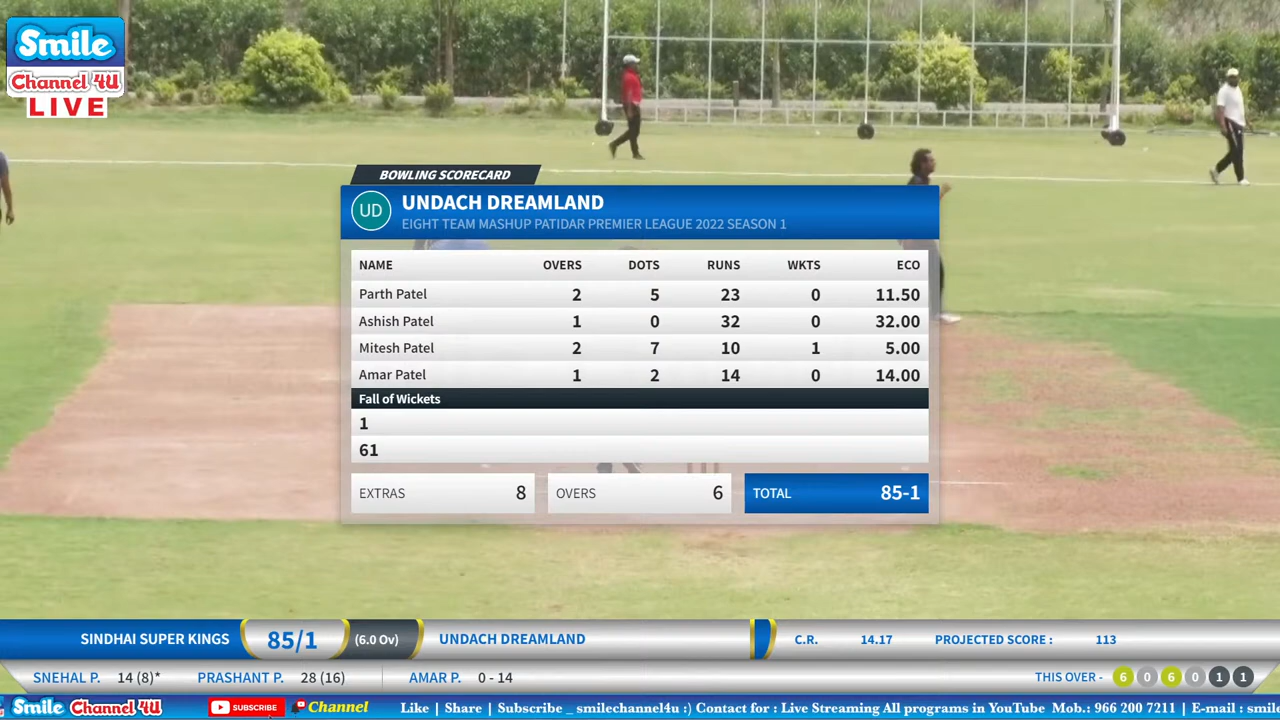 Smile
Channel 4U
LIVE
BOWLING SCORECARD
UD
UNDACH DREAMLAND
EIGHT TEAM MASHUP PATIDAR PREMIER LEAGUE 2022 SEASON 1
NAME OVERS DOTS RUNS WKTS ECO
Parth Patel 2 5 23 0 11.50
Ashish Patel 1 0 32 0 32.00
Mitesh Patel 2 7 10 1 5.00
Amar Patel 1 2 14 0 14.00
Fall of Wickets
1
61
EXTRAS 8 OVERS 6 TOTAL 85-1
SINDHAI SUPER KINGS 85/1 (6.0 Ov) UNDACH DREAMLAND C.R. 14.17 PROJECTED SCORE : 113
SNEHAL P. 14 (8)* PRASHANT P. 28 (16) AMAR P. 0 - 14 THIS OVER - 6 0 6 0 1 1
Smile Channel 4U SUBSCRIBE Channel Like | Share | Subscribe _ smilechannel4u :) Contact for : Live Streaming All programs in YouTube Mob.: 966 200 7211 | E-mail : smile